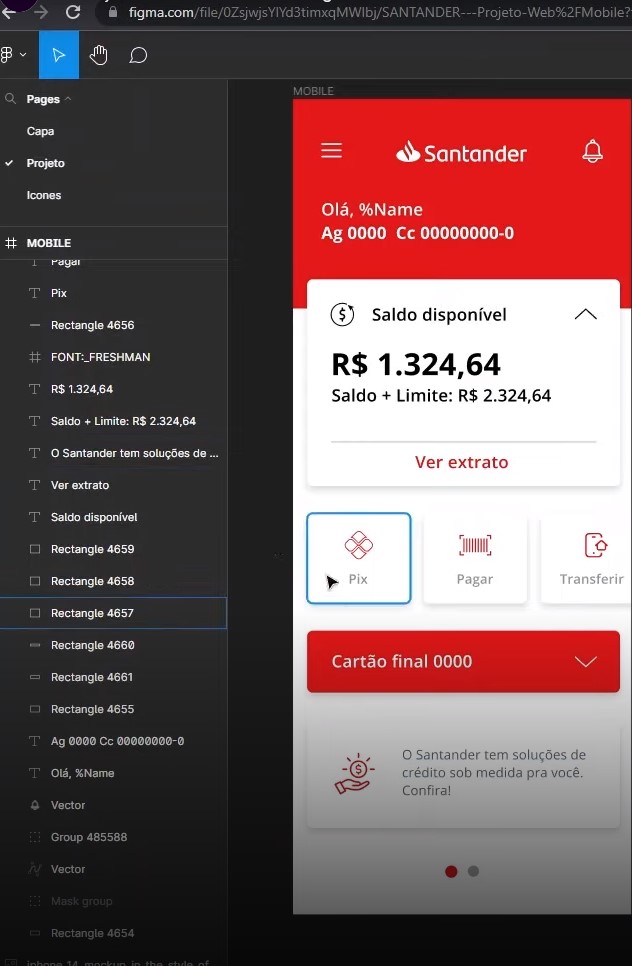 figma.com/file/0ZsjwjsYlYd3timxqMWlbj/SANTANDER---Projeto-Web%2FMobile?
Pages
Capa
Projeto
Icones
MOBILE
Pagar
Pix
Rectangle 4656
FONT:_FRESHMAN
R$ 1.324,64
Saldo + Limite: R$ 2.324,64
O Santander tem soluções de ...
Ver extrato
Saldo disponível
Rectangle 4659
Rectangle 4658
Rectangle 4657
Rectangle 4660
Rectangle 4661
Rectangle 4655
Ag 0000 Cc 00000000-0
Olá, %Name
Vector
Group 485588
Vector
Mask group
Rectangle 4654
iphone 14 mockup in the style of
MOBILE
Santander
Olá, %Name
Ag 0000 Cc 00000000-0
Saldo disponível
R$ 1.324,64
Saldo + Limite: R$ 2.324,64
Ver extrato
Pix
Pagar
Transferir
Cartão final 0000
O Santander tem soluções de
crédito sob medida pra você.
Confira!